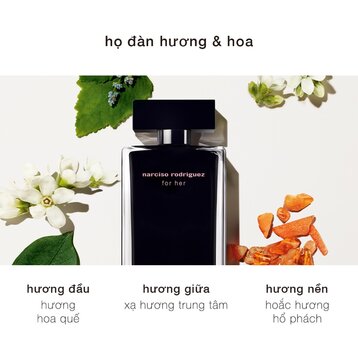 họ đàn hương & hoa
narciso rodriguez
for her
hương đầu
hương giữa
hương nền
hương
hoa quế
xạ hương trung tâm
hoắc hương
hổ phách